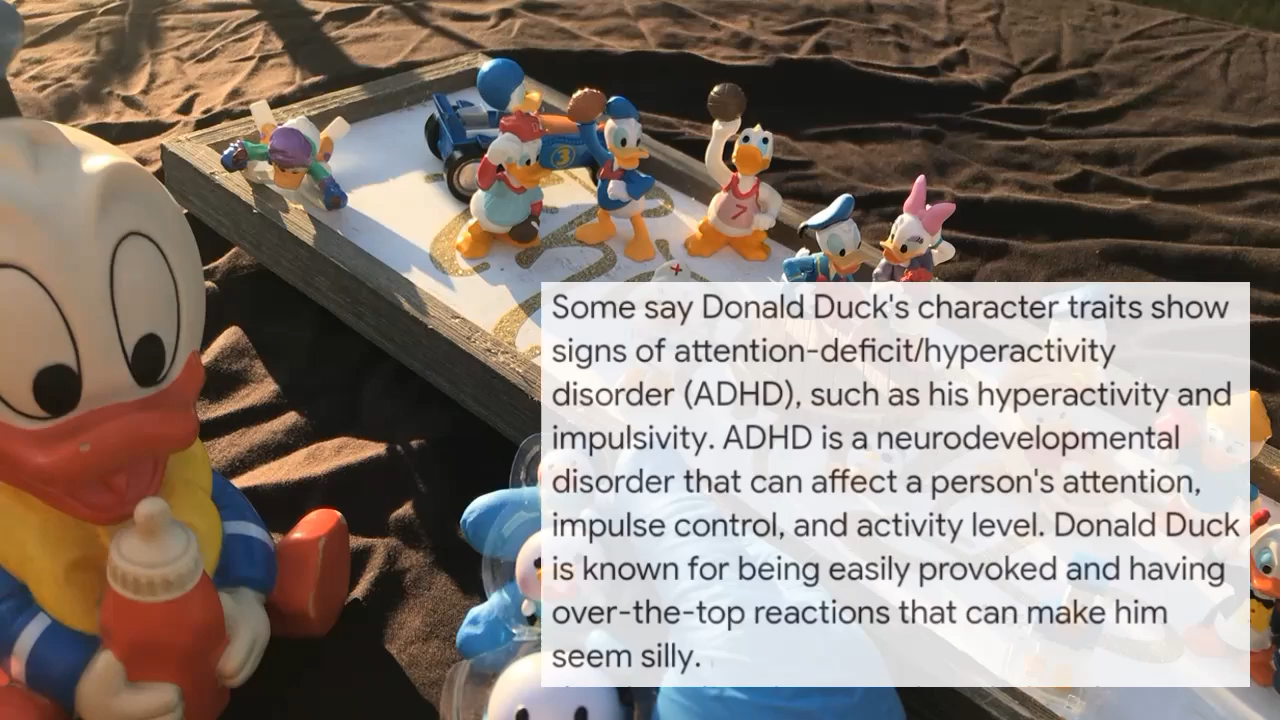 3
7
Some say Donald Duck's character traits show
signs of attention-deficit/hyperactivity
disorder (ADHD), such as his hyperactivity and
impulsivity. ADHD is a neurodevelopmental
disorder that can affect a person's attention,
impulse control, and activity level. Donald Duck
is known for being easily provoked and having
over-the-top reactions that can make him
seem silly.